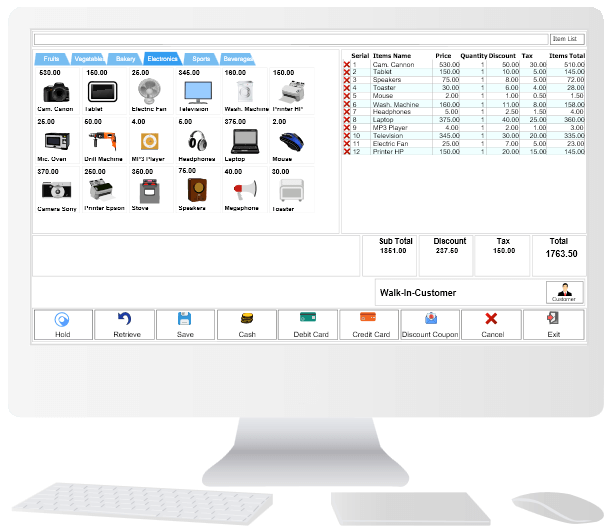 Item List
Fruits Vegetables Bakery Electronics Sports Beverages
530.00 150.00 25.00 345.00 160.00 150.00
Cam. Canon Tablet Electric Fan Television Wash. Machine Printer HP
25.00 50.00 4.00 5.00 375.00 2.00
Mic. Oven Drill Machine MP3 Player Headphones Laptop Mouse
370.00 250.00 350.00 75.00 40.00 30.00
Camera Sony Printer Epson Stove Speakers Megaphone Toaster
Serial Items Name Price Quantity Discount Tax Items Total
1 Cam. Cannon 530.00 1 50.00 30.00 510.00
2 Tablet 150.00 1 10.00 5.00 145.00
3 Speakers 75.00 1 8.00 5.00 72.00
4 Toaster 30.00 1 6.00 4.00 28.00
5 Mouse 2.00 1 1.00 0.50 1.50
6 Wash, Machine 160.00 1 11.00 8.00 158.00
7 Headphones 5.00 1 2.50 1.50 4.00
8 Laptop 375.00 1 40.00 25.00 360.00
9 MP3 Player 4.00 1 2.00 1.00 3.00
10 Television 345.00 1 30.00 20.00 335.00
11 Electric Fan 25.00 1 7.00 5.00 23.00
12 Printer HP 150.00 1 20.00 15.00 145.00
Sub Total Discount Tax Total
1851.00 237.50 150.00 1763.50
Walk-In-Customer
Customer
Hold Retrieve Save Cash Debit Card Credit Card Discount Coupon Cancel Exit